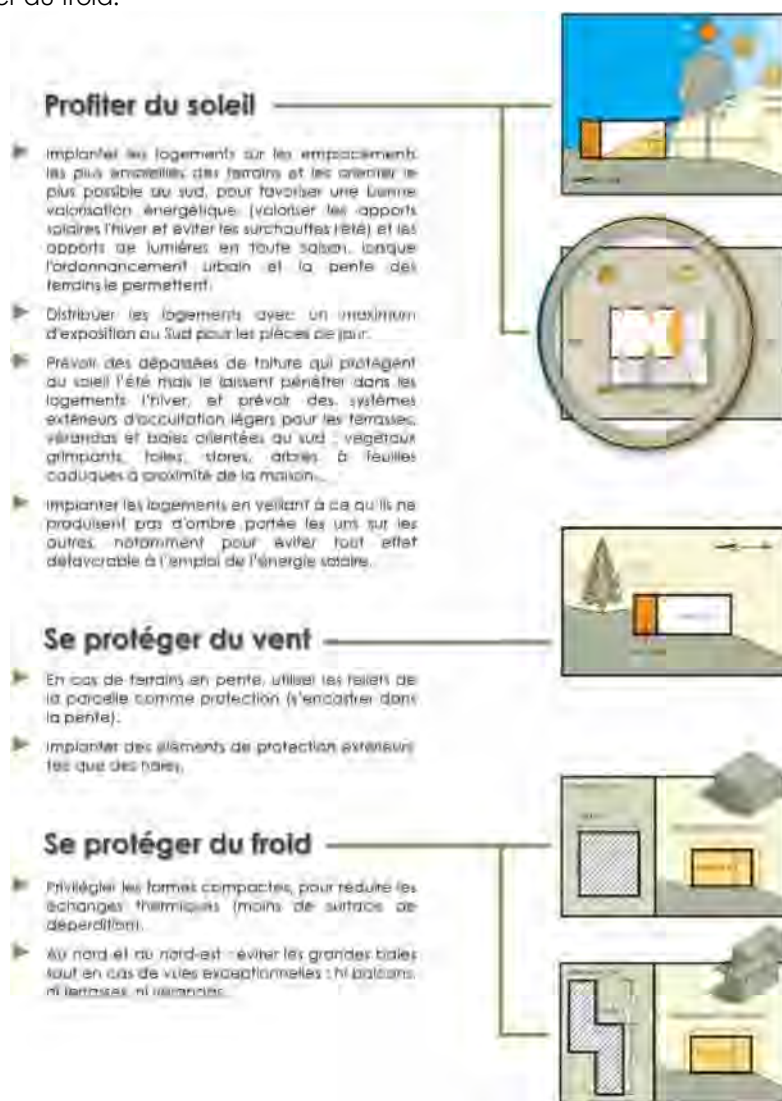 er du froid.
Profiter du soleil
Implanter les logements sur les emplacements
les plus ensoleillés des terrains et les orienter le
plus possible au sud, pour favoriser une bonne
valorisation énergétique (valoriser les apports
solaires l'hiver et éviter les surchauffes l'été) et les
apports de lumières en toute saison, lorsque
l'ordonnancement urbain et la pente des
terrains le permettent.
Distribuer les logements avec un maximum
d'exposition au Sud pour les pièces de jour.
Prévoir des dépassées de toiture qui protègent
du soleil l'été mais le laissent pénétrer dans les
logements l'hiver, et prévoir des systèmes
extérieurs d'occultation légers pour les terrasses,
vérandas et baies orientées au sud : végétaux
grimpants, toiles, stores, arbres à feuilles
caduques à proximité de la maison...
Implanter les logements en veillant à ce qu'ils ne
produisent pas d'ombre portée les uns sur les
autres, notamment pour éviter tout effet
défavorable à l'emploi de l'énergie solaire.
Se protéger du vent
En cas de terrains en pente, utiliser les reliefs de
la parcelle comme protection (s'encastrer dans
la pente).
Implanter des éléments de protection extérieurs
tels que des haies.
Se protéger du froid
Privilégier les formes compactes, pour réduire les
échanges thermiques (moins de surface de
déperdition).
Au nord et au nord-est : éviter les grandes baies
sauf en cas de vues exceptionnelles : ni balcons,
ni terrasses, ni vérandas.